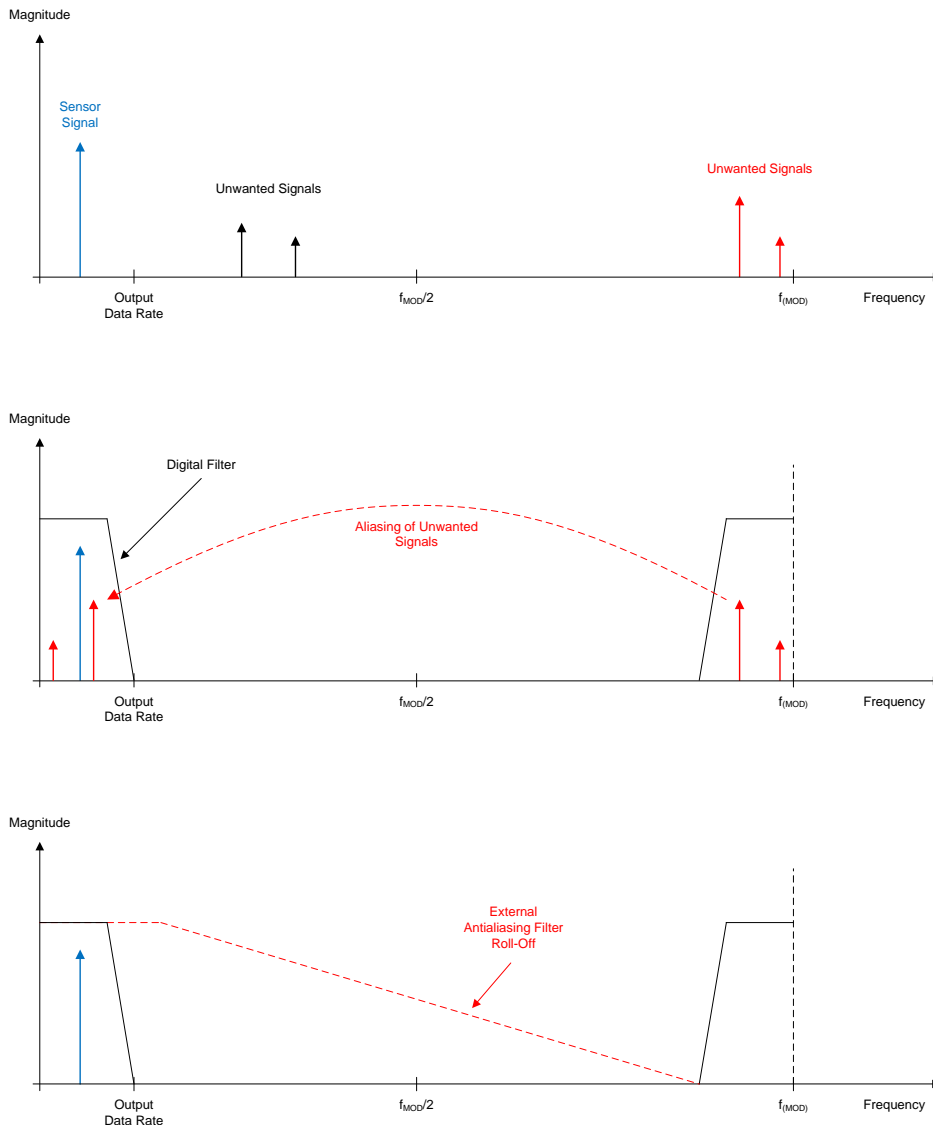 Magnitude
Sensor
Signal
Unwanted Signals
Unwanted Signals
Output
Data Rate
fMOD/2
f(MOD)
Frequency
Magnitude
Digital Filter
Aliasing of Unwanted
Signals
Output
Data Rate
fMOD/2
f(MOD)
Frequency
Magnitude
External
Antialiasing Filter
Roll-Off
Output
Data Rate
fMOD/2
f(MOD)
Frequency